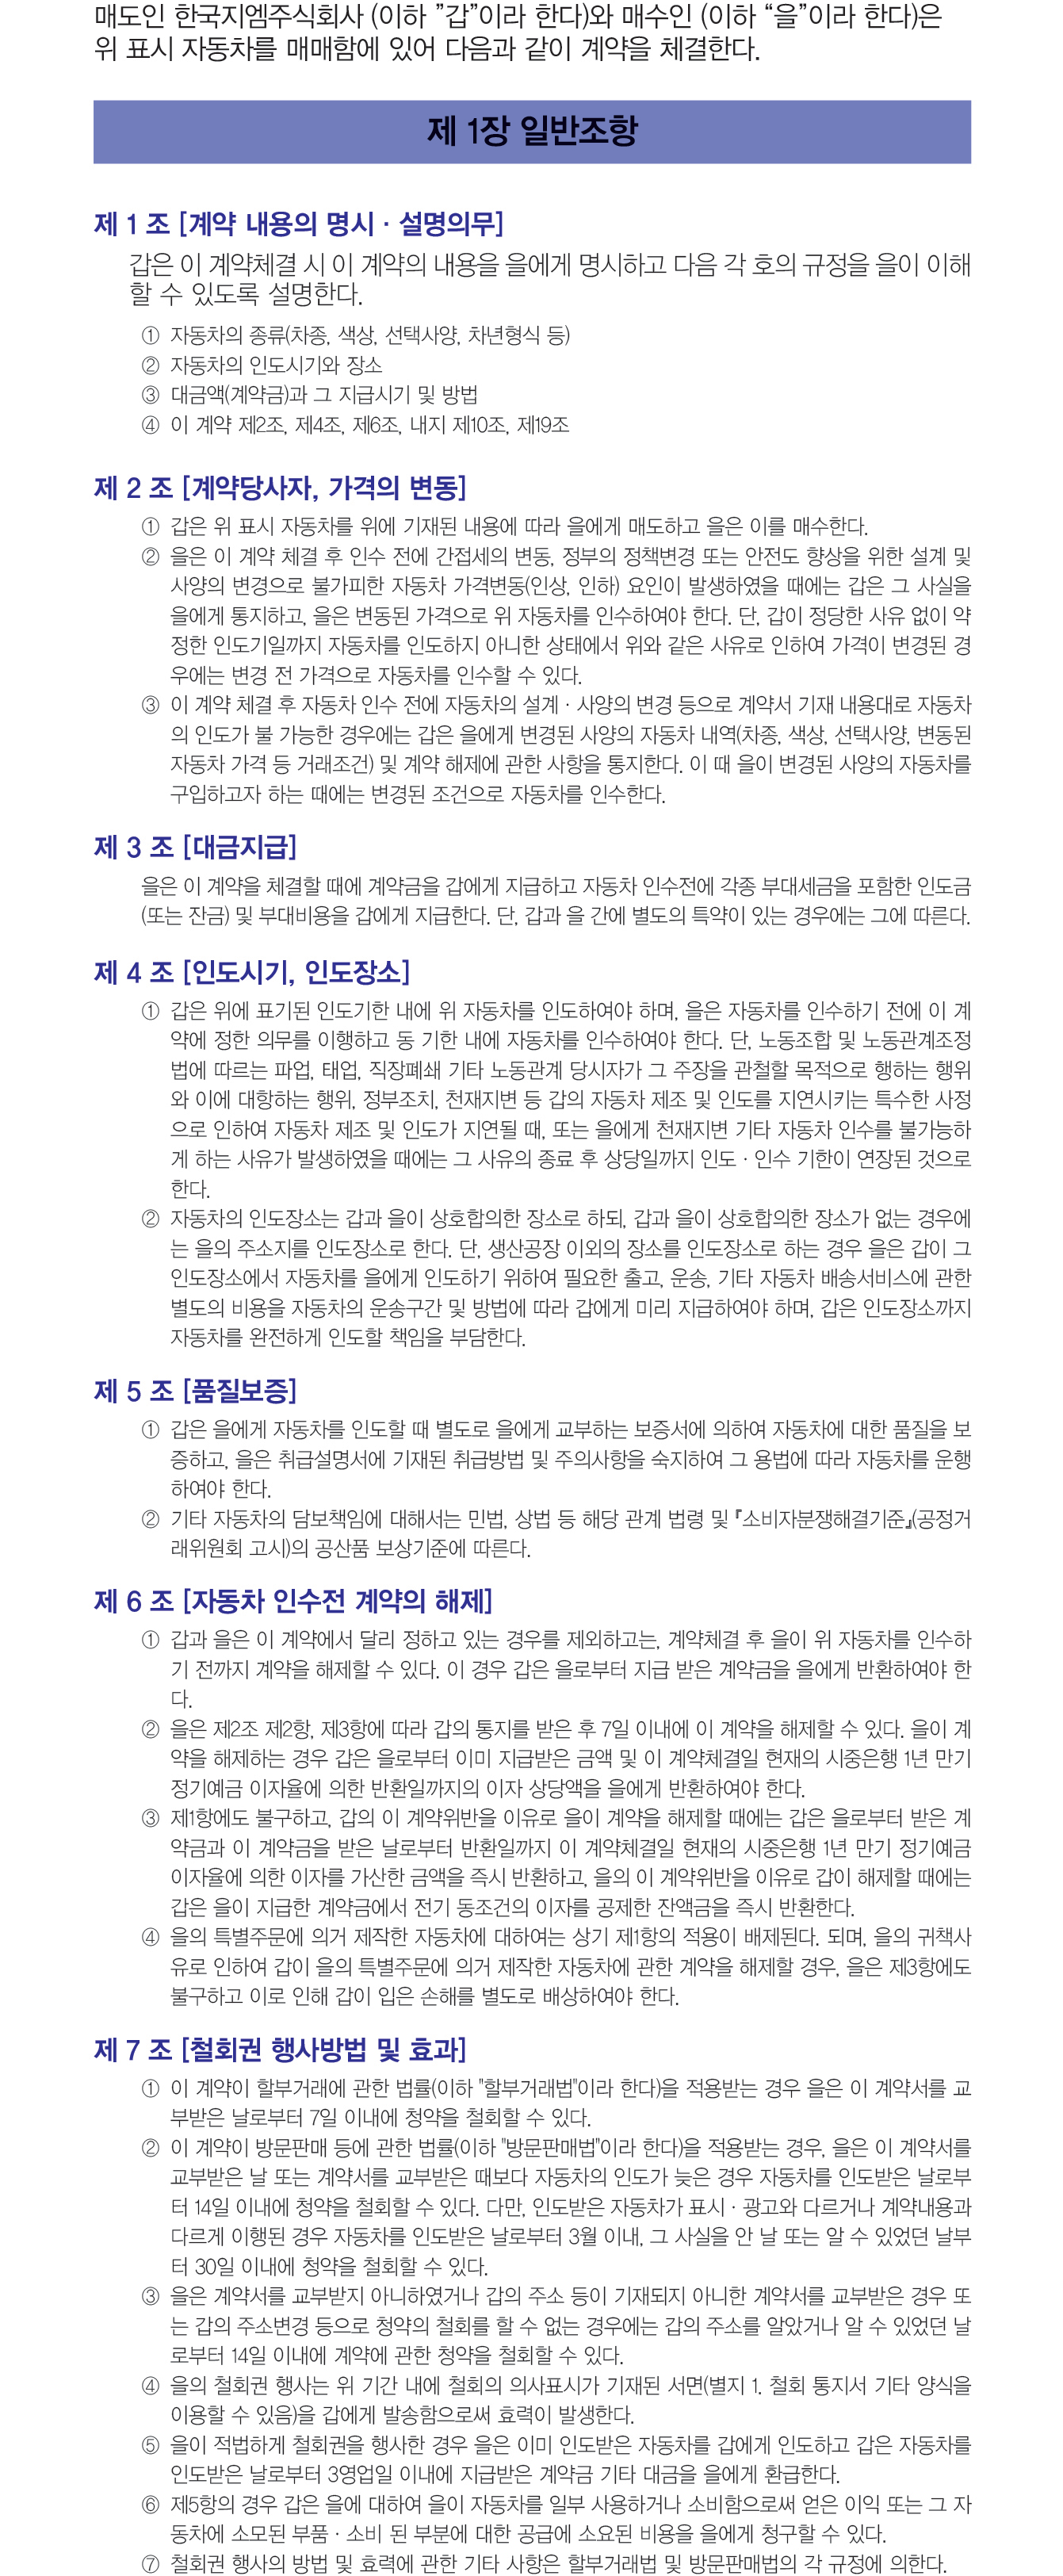 매도인 한국지엠주식회사 (이하 ”갑”이라 한다)와 매수인 (이하 “을”이라 한다)은
위 표시 자동차를 매매함에 있어 다음과 같이 계약을 체결한다.
제 1장 일반조항
제 1 조 [계약 내용의 명시 · 설명의무]
갑은 이 계약체결 시 이 계약의 내용을 을에게 명시하고 다음 각 호의 규정을 을이 이해
할 수 있도록 설명한다.
① 자동차의 종류(차종, 색상, 선택사양, 차년형식 등)
② 자동차의 인도시기와 장소
③ 대금액(계약금)과 그 지급시기 및 방법
④ 이 계약 제2조, 제4조, 제6조, 내지 제10조, 제19조
제 2 조 [계약당사자, 가격의 변동]
① 갑은 위 표시 자동차를 위에 기재된 내용에 따라 을에게 매도하고 을은 이를 매수한다.
② 을은 이 계약 체결 후 인수 전에 간접세의 변동, 정부의 정책변경 또는 안전도 향상을 위한 설계 및
사양의 변경으로 불가피한 자동차 가격변동(인상, 인하) 요인이 발생하였을 때에는 갑은 그 사실을
을에게 통지하고, 을은 변동된 가격으로 위 자동차를 인수하여야 한다. 단, 갑이 정당한 사유 없이 약
정한 인도기일까지 자동차를 인도하지 아니한 상태에서 위와 같은 사유로 인하여 가격이 변경된 경
우에는 변경 전 가격으로 자동차를 인수할 수 있다.
③ 이 계약 체결 후 자동차 인수 전에 자동차의 설계 · 사양의 변경 등으로 계약서 기재 내용대로 자동차
의 인도가 불 가능한 경우에는 갑은 을에게 변경된 사양의 자동차 내역(차종, 색상, 선택사양, 변동된
자동차 가격 등 거래조건) 및 계약 해제에 관한 사항을 통지한다. 이 때 을이 변경된 사양의 자동차를
구입하고자 하는 때에는 변경된 조건으로 자동차를 인수한다.
제 3 조 [대금지급]
을은 이 계약을 체결할 때에 계약금을 갑에게 지급하고 자동차 인수전에 각종 부대세금을 포함한 인도금
(또는 잔금) 및 부대비용을 갑에게 지급한다. 단, 갑과 을 간에 별도의 특약이 있는 경우에는 그에 따른다.
제 4 조 [인도시기, 인도장소]
① 갑은 위에 표기된 인도기한 내에 위 자동차를 인도하여야 하며, 을은 자동차를 인수하기 전에 이 계
약에 정한 의무를 이행하고 동 기한 내에 자동차를 인수하여야 한다. 단, 노동조합 및 노동관계조정
법에 따르는 파업, 태업, 직장폐쇄 기타 노동관계 당시자가 그 주장을 관철할 목적으로 행하는 행위
와 이에 대항하는 행위, 정부조치, 천재지변 등 갑의 자동차 제조 및 인도를 지연시키는 특수한 사정
으로 인하여 자동차 제조 및 인도가 지연될 때, 또는 을에게 천재지변 기타 자동차 인수를 불가능하
게 하는 사유가 발생하였을 때에는 그 사유의 종료 후 상당일까지 인도 · 인수 기한이 연장된 것으로
한다.
② 자동차의 인도장소는 갑과 을이 상호합의한 장소로 하되, 갑과 을이 상호합의한 장소가 없는 경우에
는 을의 주소지를 인도장소로 한다. 단, 생산공장 이외의 장소를 인도장소로 하는 경우 을은 갑이 그
인도장소에서 자동차를 을에게 인도하기 위하여 필요한 출고, 운송, 기타 자동차 배송서비스에 관한
별도의 비용을 자동차의 운송구간 및 방법에 따라 갑에게 미리 지급하여야 하며, 갑은 인도장소까지
자동차를 완전하게 인도할 책임을 부담한다.
제 5 조 [품질보증]
① 갑은 을에게 자동차를 인도할 때 별도로 을에게 교부하는 보증서에 의하여 자동차에 대한 품질을 보
증하고, 을은 취급설명서에 기재된 취급방법 및 주의사항을 숙지하여 그 용법에 따라 자동차를 운행
하여야 한다.
② 기타 자동차의 담보책임에 대해서는 민법, 상법 등 해당 관계 법령 및 『소비자분쟁해결기준』(공정거
래위원회 고시)의 공산품 보상기준에 따른다.
제 6 조 [자동차 인수전 계약의 해제]
① 갑과 을은 이 계약에서 달리 정하고 있는 경우를 제외하고는, 계약체결 후 을이 위 자동차를 인수하
기 전까지 계약을 해제할 수 있다. 이 경우 갑은 을로부터 지급 받은 계약금을 을에게 반환하여야 한
다.
② 을은 제2조 제2항, 제3항에 따라 갑의 통지를 받은 후 7일 이내에 이 계약을 해제할 수 있다. 을이 계
약을 해제하는 경우 갑은 을로부터 이미 지급받은 금액 및 이 계약체결일 현재의 시중은행 1년 만기
정기예금 이자율에 의한 반환일까지의 이자 상당액을 을에게 반환하여야 한다.
③ 제1항에도 불구하고, 갑의 이 계약위반을 이유로 을이 계약을 해제할 때에는 갑은 을로부터 받은 계
약금과 이 계약금을 받은 날로부터 반환일까지 이 계약체결일 현재의 시중은행 1년 만기 정기예금
이자율에 의한 이자를 가산한 금액을 즉시 반환하고, 을의 이 계약위반을 이유로 갑이 해제할 때에는
갑은 을이 지급한 계약금에서 전기 동조건의 이자를 공제한 잔액금을 즉시 반환한다.
④ 을의 특별주문에 의거 제작한 자동차에 대하여는 상기 제1항의 적용이 배제된다. 되며, 을의 귀책사
유로 인하여 갑이 을의 특별주문에 의거 제작한 자동차에 관한 계약을 해제할 경우, 을은 제3항에도
불구하고 이로 인해 갑이 입은 손해를 별도로 배상하여야 한다.
제 7 조 [철회권 행사방법 및 효과]
① 이 계약이 할부거래에 관한 법률(이하 "할부거래법"이라 한다)을 적용받는 경우 을은 이 계약서를 교
부받은 날로부터 7일 이내에 청약을 철회할 수 있다.
② 이 계약이 방문판매 등에 관한 법률(이하 "방문판매법"이라 한다)을 적용받는 경우, 을은 이 계약서를
교부받은 날 또는 계약서를 교부받은 때보다 자동차의 인도가 늦은 경우 자동차를 인도받은 날로부
터 14일 이내에 청약을 철회할 수 있다. 다만, 인도받은 자동차가 표시 · 광고와 다르거나 계약내용과
다르게 이행된 경우 자동차를 인도받은 날로부터 3월 이내, 그 사실을 안 날 또는 알 수 있었던 날부
터 30일 이내에 청약을 철회할 수 있다.
③ 을은 계약서를 교부받지 아니하였거나 갑의 주소 등이 기재되지 아니한 계약서를 교부받은 경우 또
는 갑의 주소변경 등으로 청약의 철회를 할 수 없는 경우에는 갑의 주소를 알았거나 알 수 있었던 날
로부터 14일 이내에 계약에 관한 청약을 철회할 수 있다.
④ 을의 철회권 행사는 위 기간 내에 철회의 의사표시가 기재된 서면(별지 1. 철회 통지서 기타 양식을
이용할 수 있음)을 갑에게 발송함으로써 효력이 발생한다.
⑤ 을이 적법하게 철회권을 행사한 경우 을은 이미 인도받은 자동차를 갑에게 인도하고 갑은 자동차를
인도받은 날로부터 3영업일 이내에 지급받은 계약금 기타 대금을 을에게 환급한다.
⑥ 제5항의 경우 갑은 을에 대하여 을이 자동차를 일부 사용하거나 소비함으로써 얻은 이익 또는 그 자
동차에 소모된 부품 · 소비 된 부분에 대한 공급에 소요된 비용을 을에게 청구할 수 있다.
⑦ 철회권 행사의 방법 및 효력에 관한 기타 사항은 할부거래법 및 방문판매법의 각 규정에 의한다.